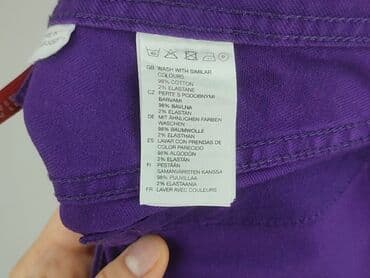 GB WASH WITH SIMILAR
COLOURS
98% COTTON
2% ELASTANE
CZ PERTE S PODOBNÝMI
BARVAMI
98% BAVLNA
2% ELASTAN
DE MIT ÄHNLICHEN FARBEN
WASCHEN
98% BAUMWOLLE
2% ELASTHAN
ES LAVAR CON PRENDAS DE
COLOR PARECIDO
98% ALGODÓN
2% ELASTÁN
FI PESTÄÄN
SAMANVÄRISTEN KANSSA
98% PUUVILLAA
2% ELASTAANIA
FR LAVER AVEC COULEURS